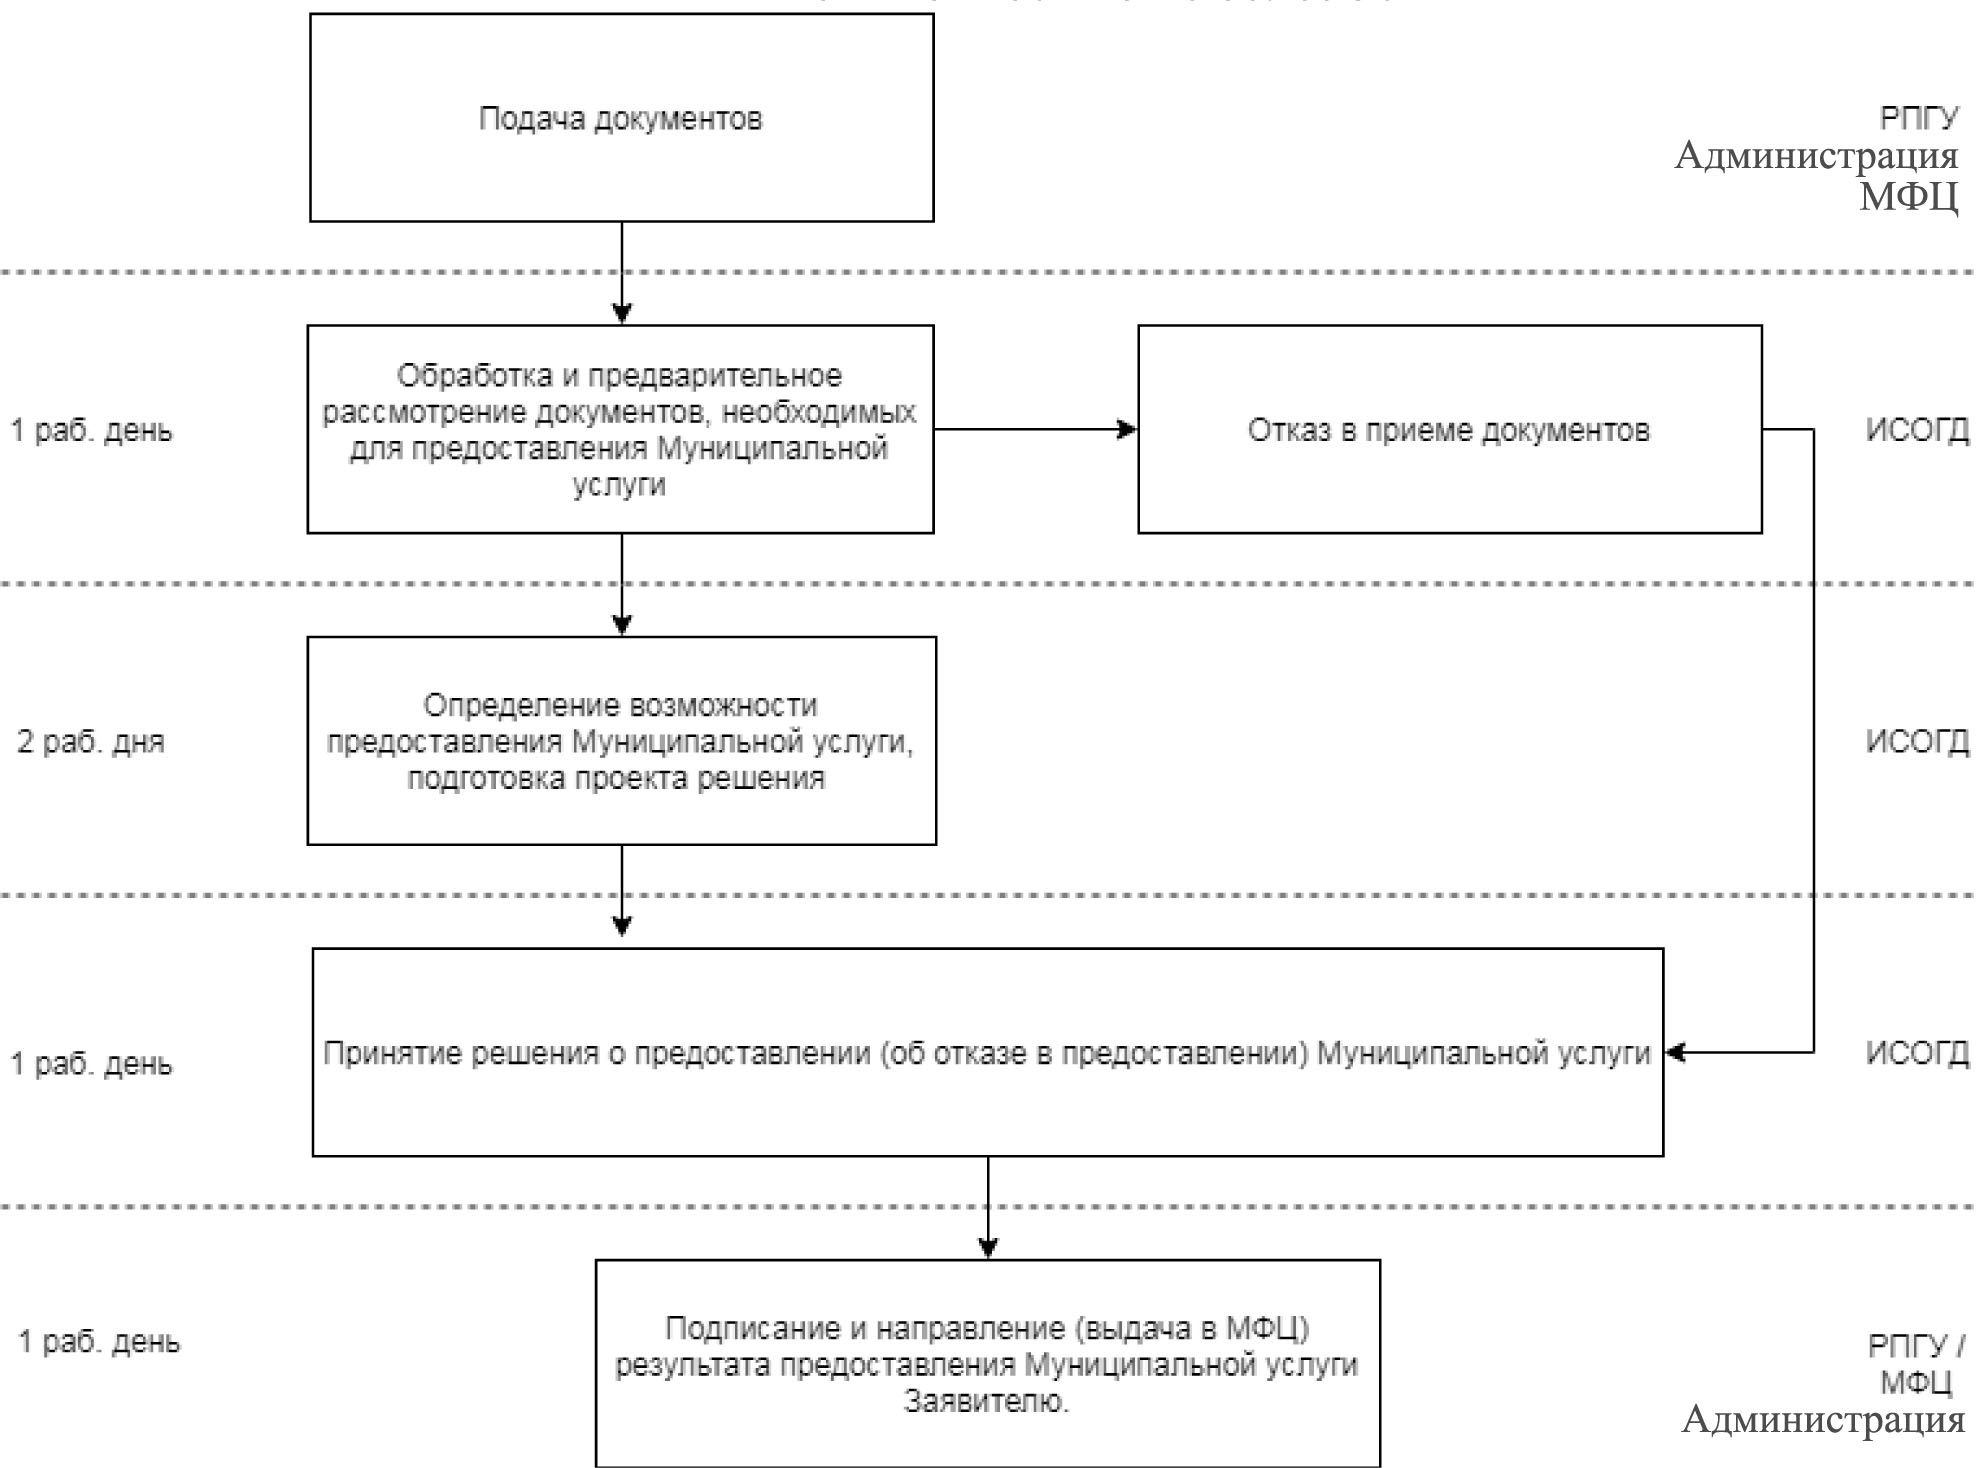 Подача документов
РПГУ
Администрация
МФЦ
1 раб. день
Обработка и предварительное
рассмотрение документов, необходимых
для предоставления Муниципальной
услуги
Отказ в приеме документов
ИСОГД
2 раб. дня
Определение возможности
предоставления Муниципальной услуги,
подготовка проекта решения
ИСОГД
1 раб. день
Принятие решения о предоставлении (об отказе в предоставлении) Муниципальной услуги
ИСОГД
1 раб. день
Подписание и направление (выдача в МФЦ)
результата предоставления Муниципальной услуги
Заявителю.
РПГУ /
МФЦ
Администрация